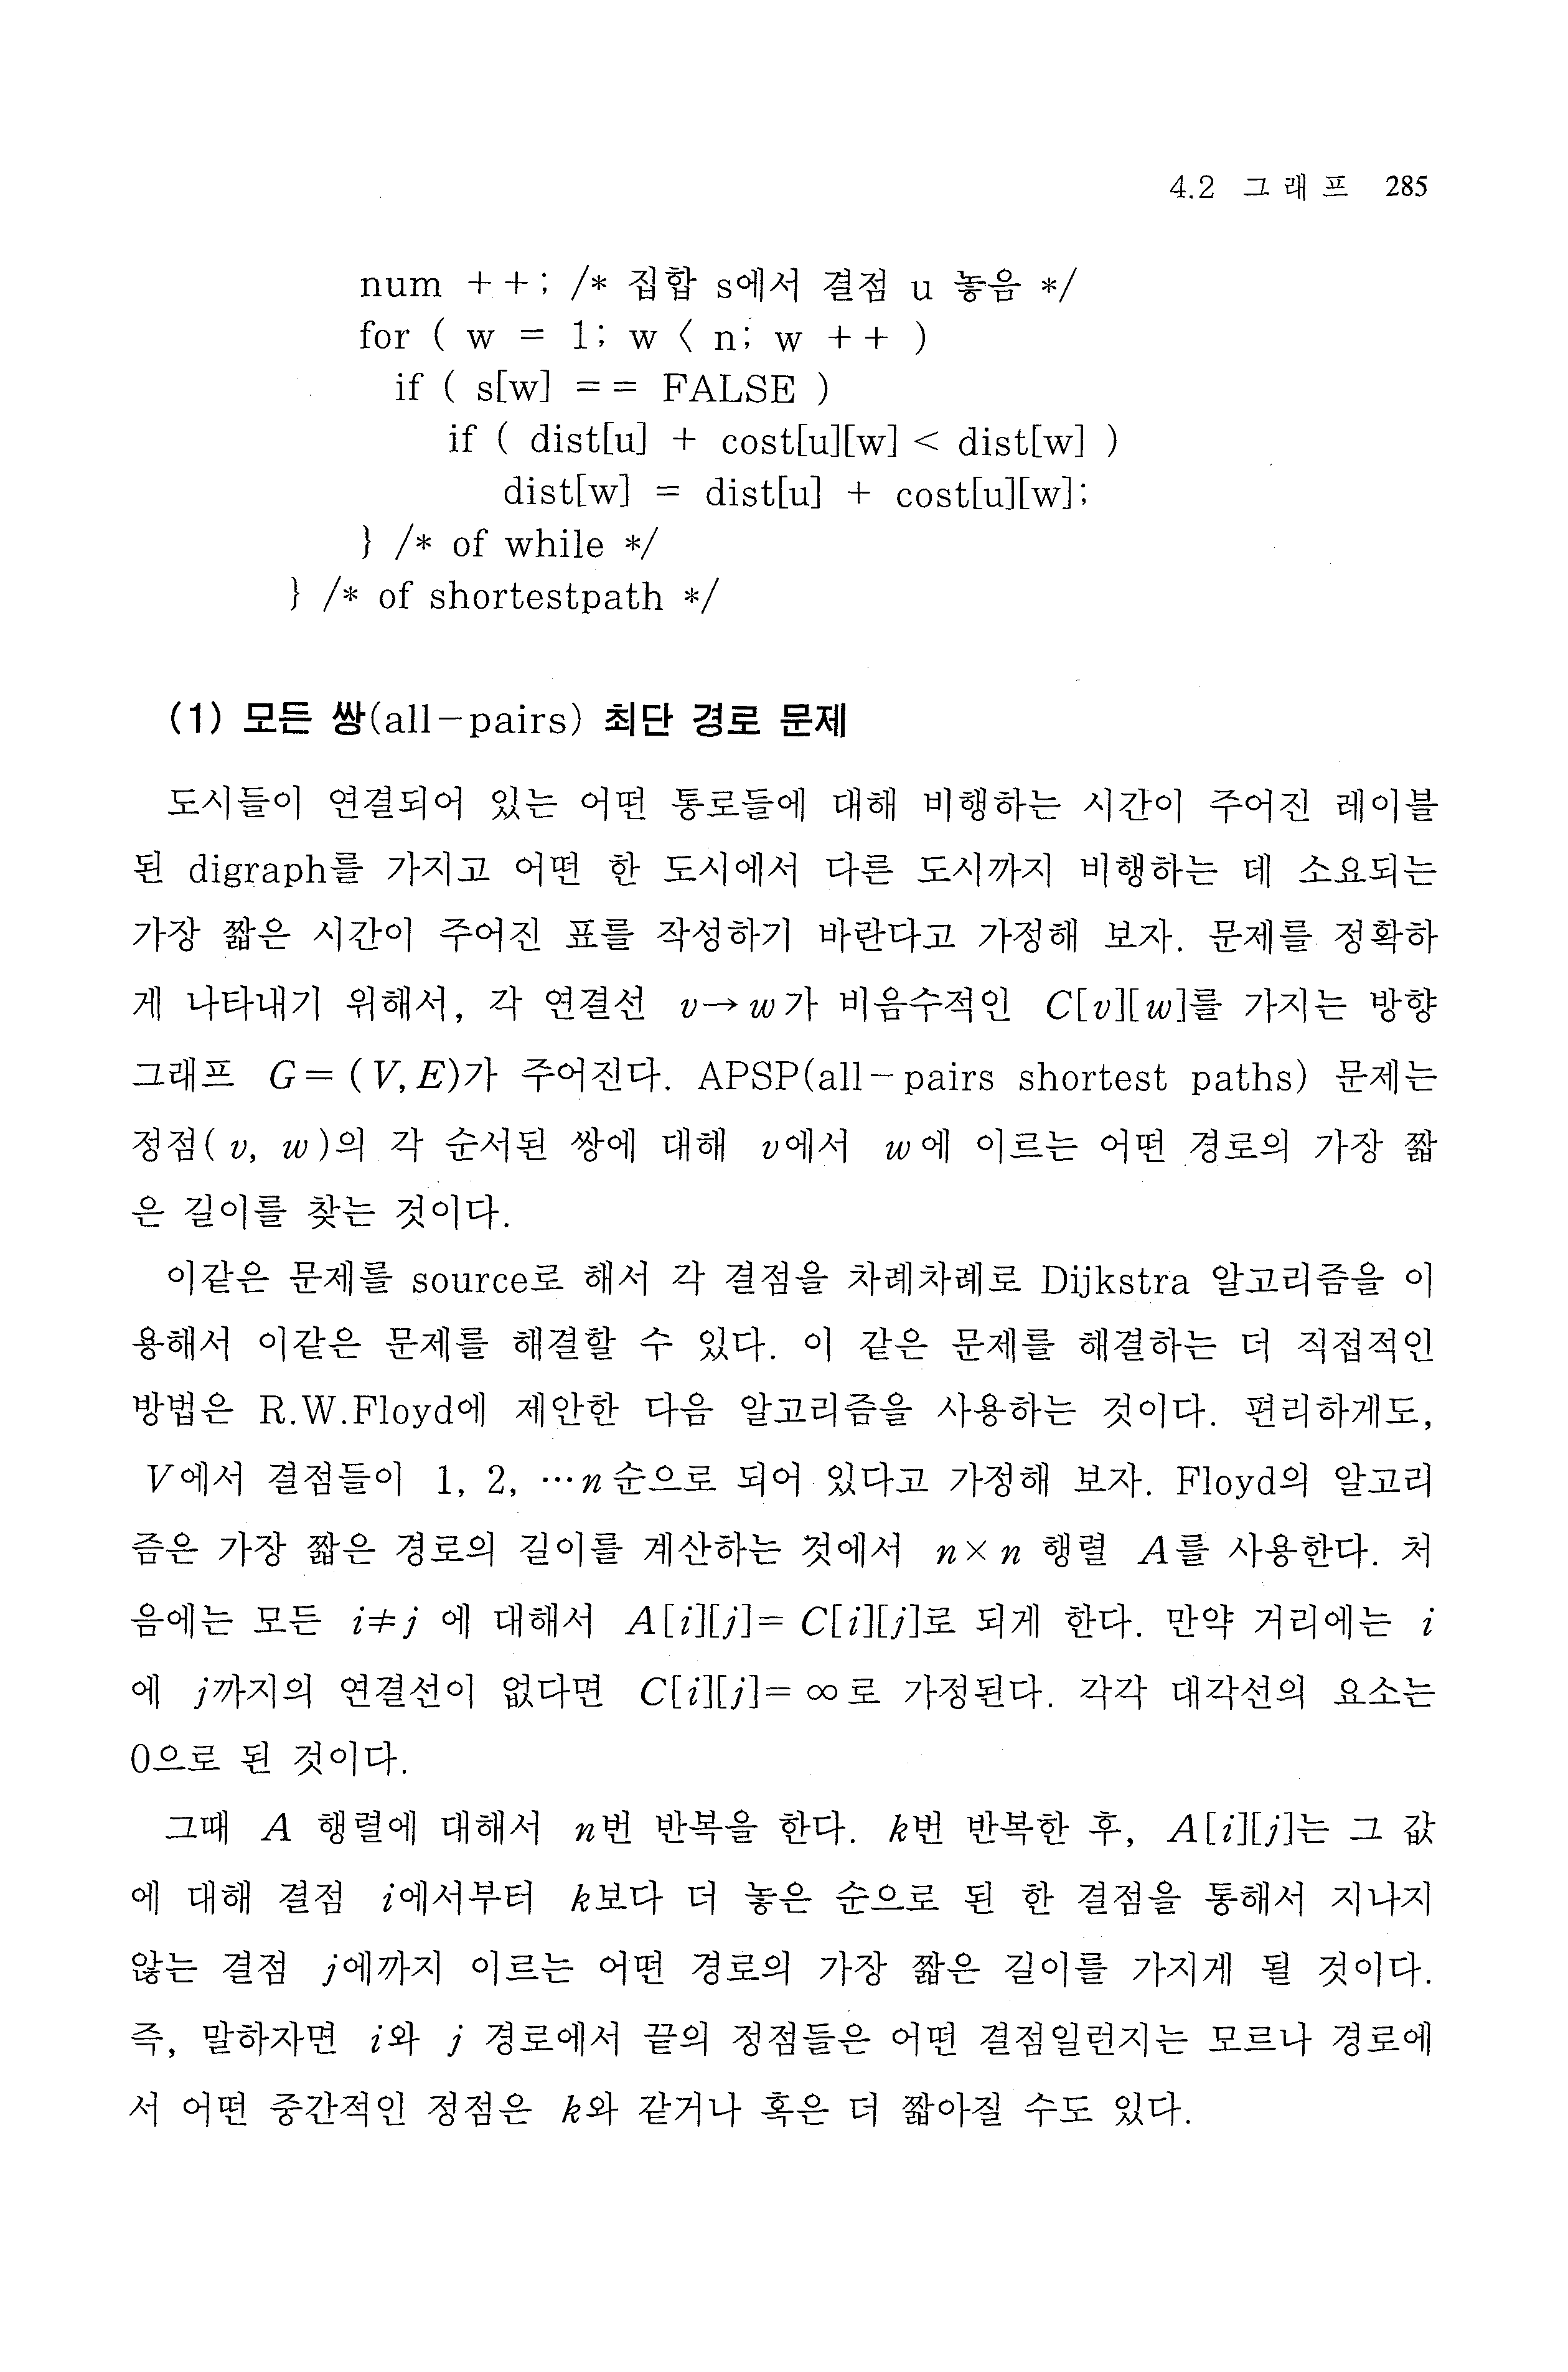 4.2 그래프 285
num ++; /* 집합 s에서 결점 u 놓음 */
for ( w = 1; w < n; w ++ )
if ( s[w] == FALSE )
if ( dist[u] + cost[u][w] < dist[w] )
dist[w] = dist[u] + cost[u][w];
} /* of while */
} /* of shortestpath */
(1) 모든 쌍(all-pairs) 최단 경로 문제
도시들이 연결되어 있는 어떤 통로들에 대해 비행하는 시간이 주어진 레이블
된 digraph를 가지고 어떤 한 도시에서 다른 도시까지 비행하는 데 소요되는
가장 짧은 시간이 주어진 표를 작성하기 바란다고 가정해 보자. 문제를 정확하
게 나타내기 위해서, 각 연결선 v→w가 비음수적인 C[v][w]를 가지는 방향
그래프 G=(V,E)가 주어진다. APSP(all-pairs shortest paths) 문제는
정점(v, w)의 각 순서된 쌍에 대해 v에서 w에 이르는 어떤 경로의 가장 짧
은 길이를 찾는 것이다.
이같은 문제를 source로 해서 각 결점을 차례차례로 Dijkstra 알고리즘을 이
용해서 이같은 문제를 해결할 수 있다. 이 같은 문제를 해결하는 더 직접적인
방법은 R.W.Floyd에 제안한 다음 알고리즘을 사용하는 것이다. 편리하게도,
V에서 결점들이 1, 2, …n순으로 되어 있다고 가정해 보자. Floyd의 알고리
즘은 가장 짧은 경로의 길이를 계산하는 것에서 n×n 행렬 A를 사용한다. 처
음에는 모든 i≠j 에 대해서 A[i][j]= C[i][j]로 되게 한다. 만약 거리에는 i
에 j까지의 연결선이 없다면 C[i][j]= ∞로 가정된다. 각각 대각선의 요소는
0으로 된 것이다.
그때 A 행렬에 대해서 n번 반복을 한다. k번 반복한 후, A[i][j]는 그 값
에 대해 결점 i에서부터 k보다 더 놓은 순으로 된 한 결점을 통해서 지나지
않는 결점 j에까지 이르는 어떤 경로의 가장 짧은 길이를 가지게 될 것이다.
즉, 말하자면 i와 j 경로에서 끝의 정점들은 어떤 결점일런지는 모르나 경로에
서 어떤 중간적인 정점은 k와 같거나 혹은 더 짧아질 수도 있다.